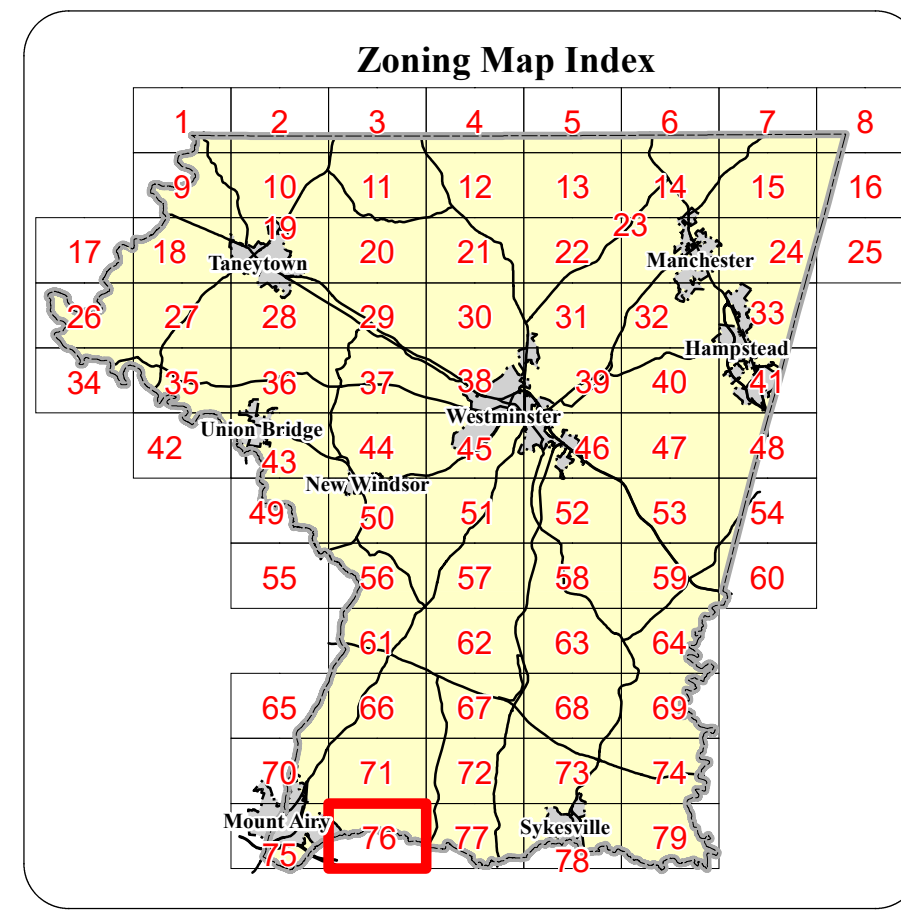 Zoning Map Index
1 2 3 4 5 6 7 8
9 10 11 12 13 14 15 16
17 18 19 20 21 22 23 24 25
Taneytown Manchester
26 27 28 29 30 31 32 33
Hampstead
34 35 36 37 38 39 40 41
Westminster
Union Bridge
42 43 44 45 46 47 48
New Windsor
49 50 51 52 53 54
55 56 57 58 59 60
61 62 63 64
65 66 67 68 69
70 71 72 73 74
Mount Airy Sykesville
75 76 77 78 79